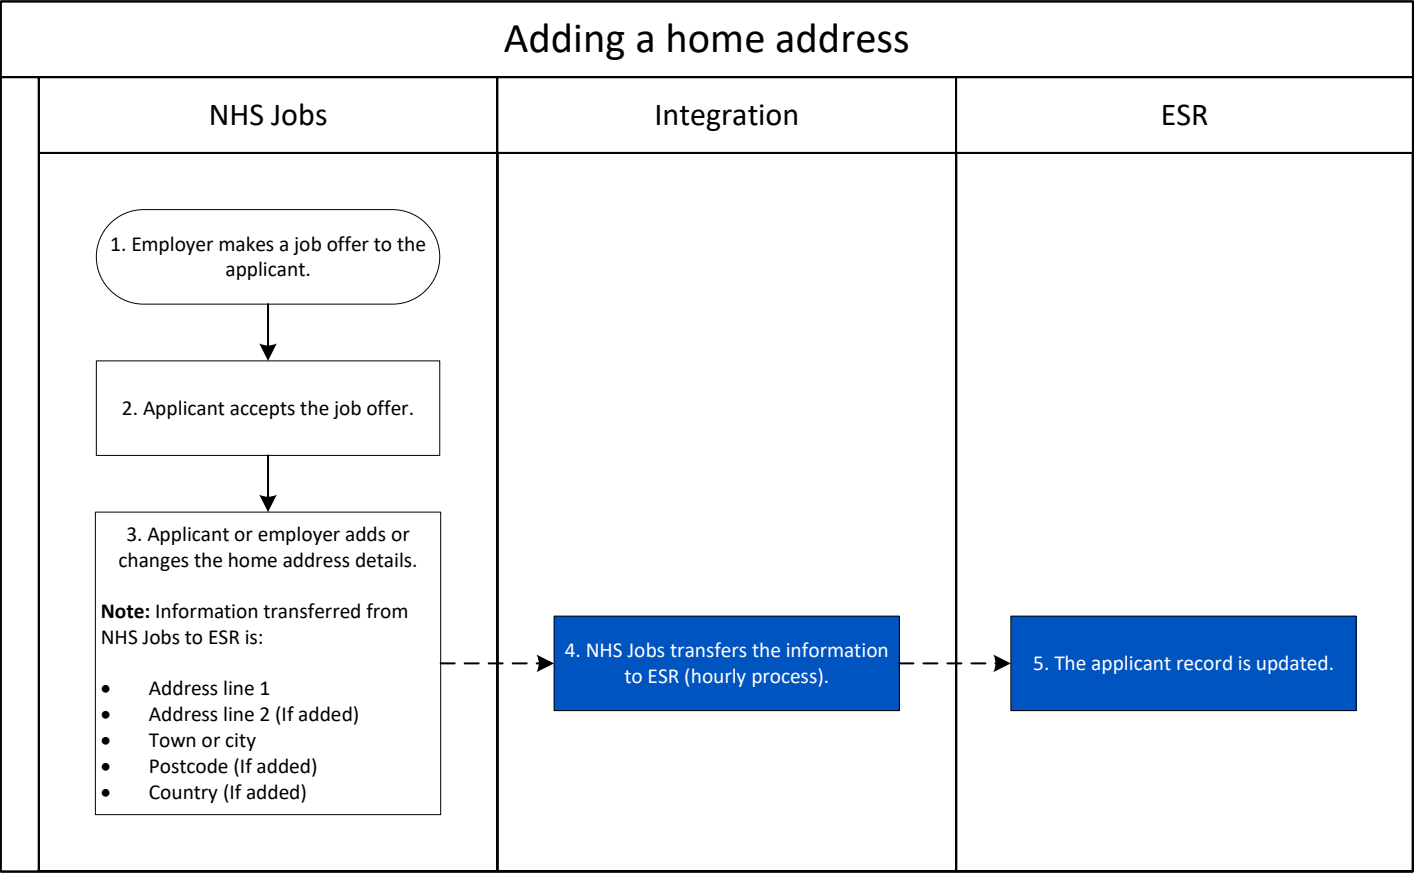 Adding a home address
NHS Jobs
Integration
ESR
1. Employer makes a job offer to the
applicant.
2. Applicant accepts the job offer.
3. Applicant or employer adds or
changes the home address details.
Note: Information transferred from
NHS Jobs to ESR is:
• Address line 1
• Address line 2 (If added)
• Town or city
• Postcode (If added)
• Country (If added)
4. NHS Jobs transfers the information
to ESR (hourly process).
5. The applicant record is updated.